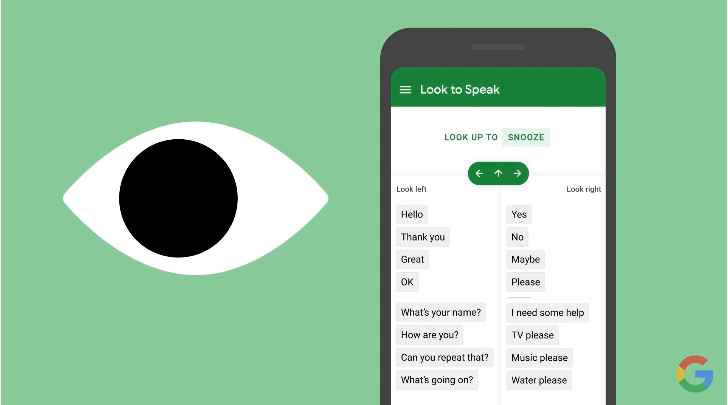 Look to Speak
LOOK UP TO SNOOZE
Look left
Hello
Thank you
Great
OK
What's your name?
How are you?
Can you repeat that?
What's going on?
Look right
Yes
No
Maybe
Please
I need some help
TV please
Music please
Water please
G